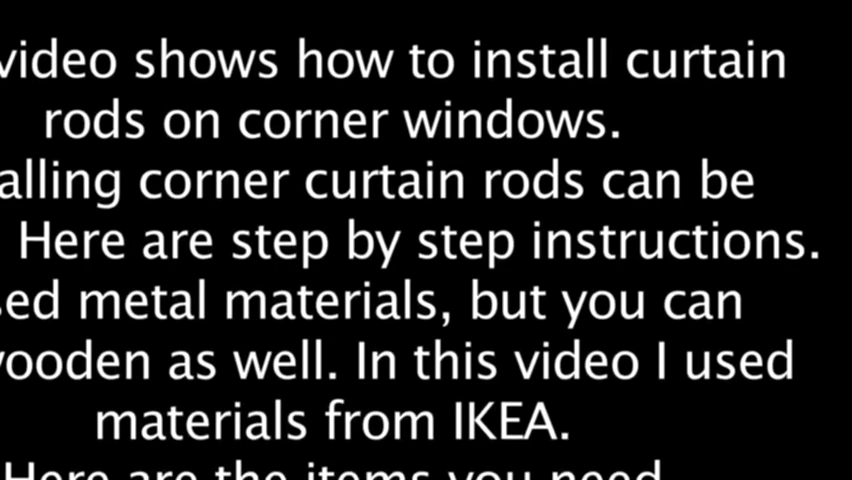 video shows how to install curtain
rods on corner windows.
alling corner curtain rods can be
Here are step by step instructions.
sed metal materials, but you can
ooden as well. In this video I used
materials from IKEA.
Here are the items you need